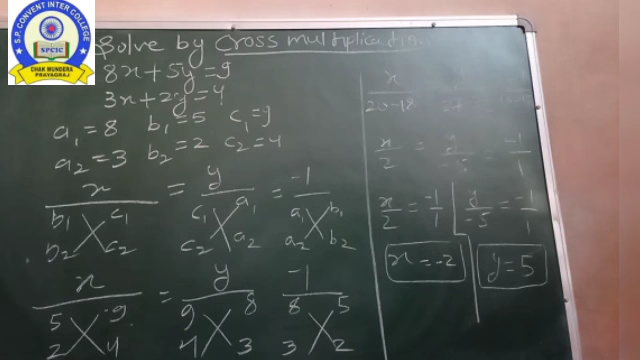 S.P. CONVENT INTER COLLEGE
SPCIC
CHAK MUNDERA
PRAYAGRAJ
Solve by Cross multiplication
8x+5y=9
3x+2y=4
a₁=8 b₁=5 c₁=9
a₂=3 b₂=2 c₂=4
x/(b₁ c₁ b₂ c₂) = y/(c₁ a₁ c₂ a₂) = -1/(a₁ b₁ a₂ b₂)
x/(5 9 2 4) = y/(9 8 4 3) -1/(8 5 3 2)
x/(20-18)
x/2 = y/-5 = -1/1
x/2 = -1/1 | y/-5 = -1/1
x=-2 y=5